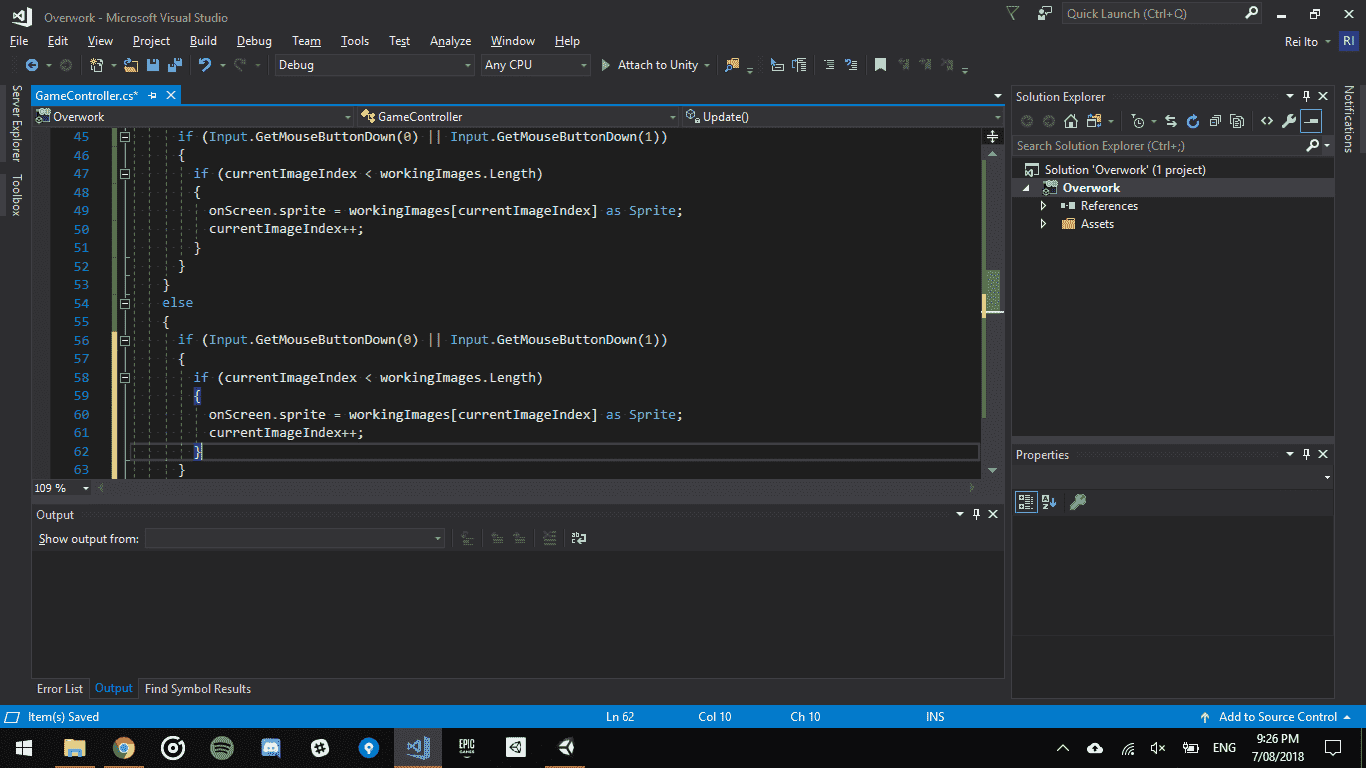 Overwork - Microsoft Visual Studio
Quick Launch (Ctrl+Q)
File Edit View Project Build Debug Team Tools Test Analyze Window Help
Rei Ito RI
Debug Any CPU Attach to Unity
Server Explorer
Toolbox
GameController.cs*
Overwork GameController Update()
45 if (Input.GetMouseButtonDown(0) || Input.GetMouseButtonDown(1))
46 {
47 if (currentImageIndex < workingImages.Length)
48 {
49 onScreen.sprite = workingImages[currentImageIndex] as Sprite;
50 currentImageIndex++;
51 }
52 }
53 }
54 else
55 {
56 if (Input.GetMouseButtonDown(0) || Input.GetMouseButtonDown(1))
57 {
58 if (currentImageIndex < workingImages.Length)
59 {
60 onScreen.sprite = workingImages[currentImageIndex] as Sprite;
61 currentImageIndex++;
62 }
63 }
109 %
Output
Show output from:
Error List Output Find Symbol Results
Solution Explorer
Search Solution Explorer (Ctrl+;)
Solution 'Overwork' (1 project)
Overwork
References
Assets
Properties
Notifications
Item(s) Saved Ln 62 Col 10 Ch 10 INS Add to Source Control
EPIC
GAMES
ENG
9:26 PM
7/08/2018